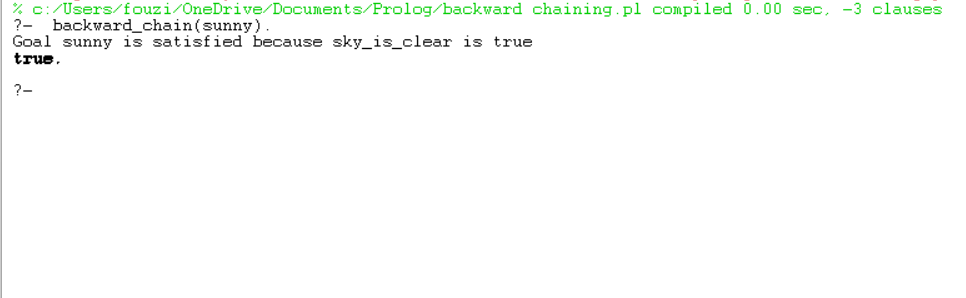 % c:/Users/fouzi/OneDrive/Documents/Prolog/backward chaining.pl compiled 0.00 sec, -3 clauses
?-  backward_chain(sunny).
Goal sunny is satisfied because sky_is_clear is true
true.
?-